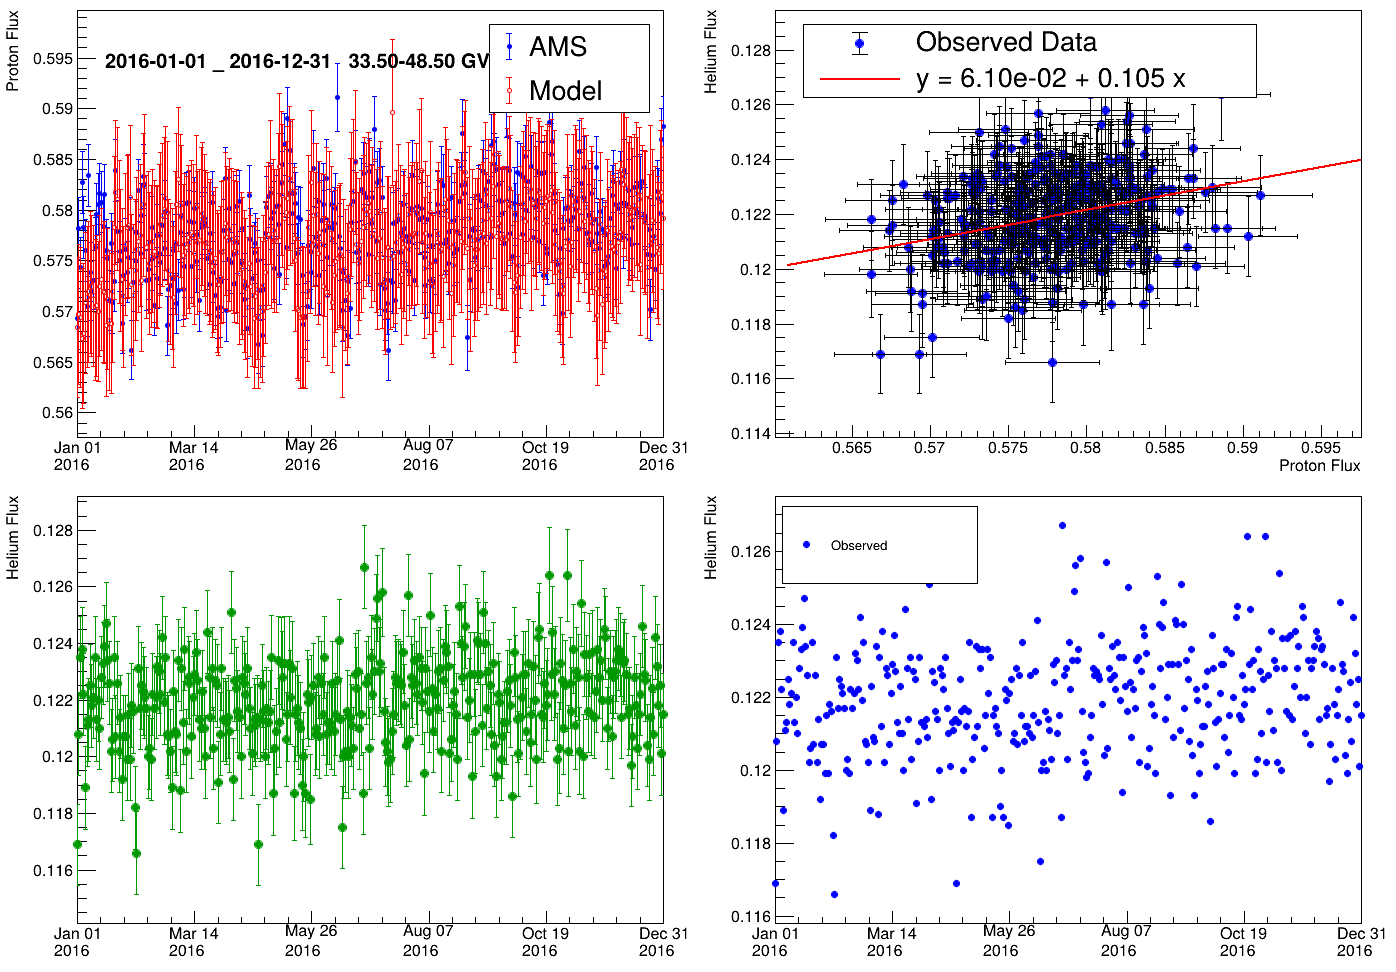 Proton Flux
0.595
0.59
0.585
0.58
0.575
0.57
0.565
0.56
2016-01-01 _ 2016-12-31 33.50-48.50 GV
AMS
Model
Jan 01 2016
Mar 14 2016
May 26 2016
Aug 07 2016
Oct 19 2016
Dec 31 2016
Helium Flux
0.128
0.126
0.124
0.122
0.12
0.118
0.116
0.114
Observed Data
y = 6.10e-02 + 0.105 x
0.565
0.57
0.575
0.58
0.585
0.59
0.595
Proton Flux
Helium Flux
0.128
0.126
0.124
0.122
0.12
0.118
0.116
Jan 01 2016
Mar 14 2016
May 26 2016
Aug 07 2016
Oct 19 2016
Dec 31 2016
Helium Flux
0.126
0.124
0.122
0.12
0.118
0.116
Observed
Jan 01 2016
Mar 14 2016
May 26 2016
Aug 07 2016
Oct 19 2016
Dec 31 2016